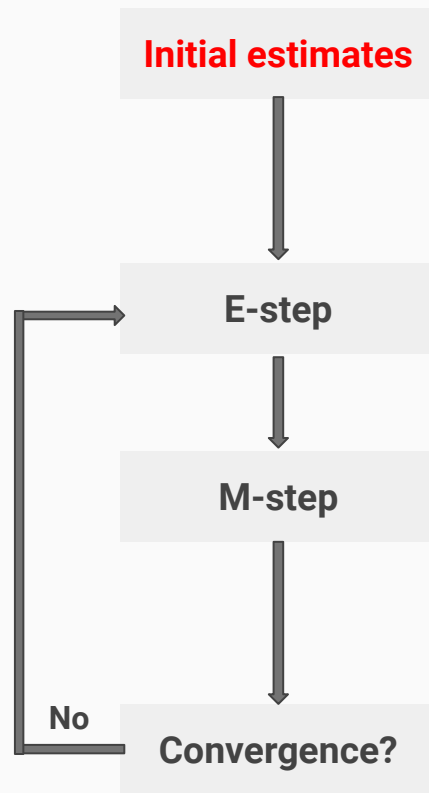 Initial estimates
E-step
M-step
No
Convergence?